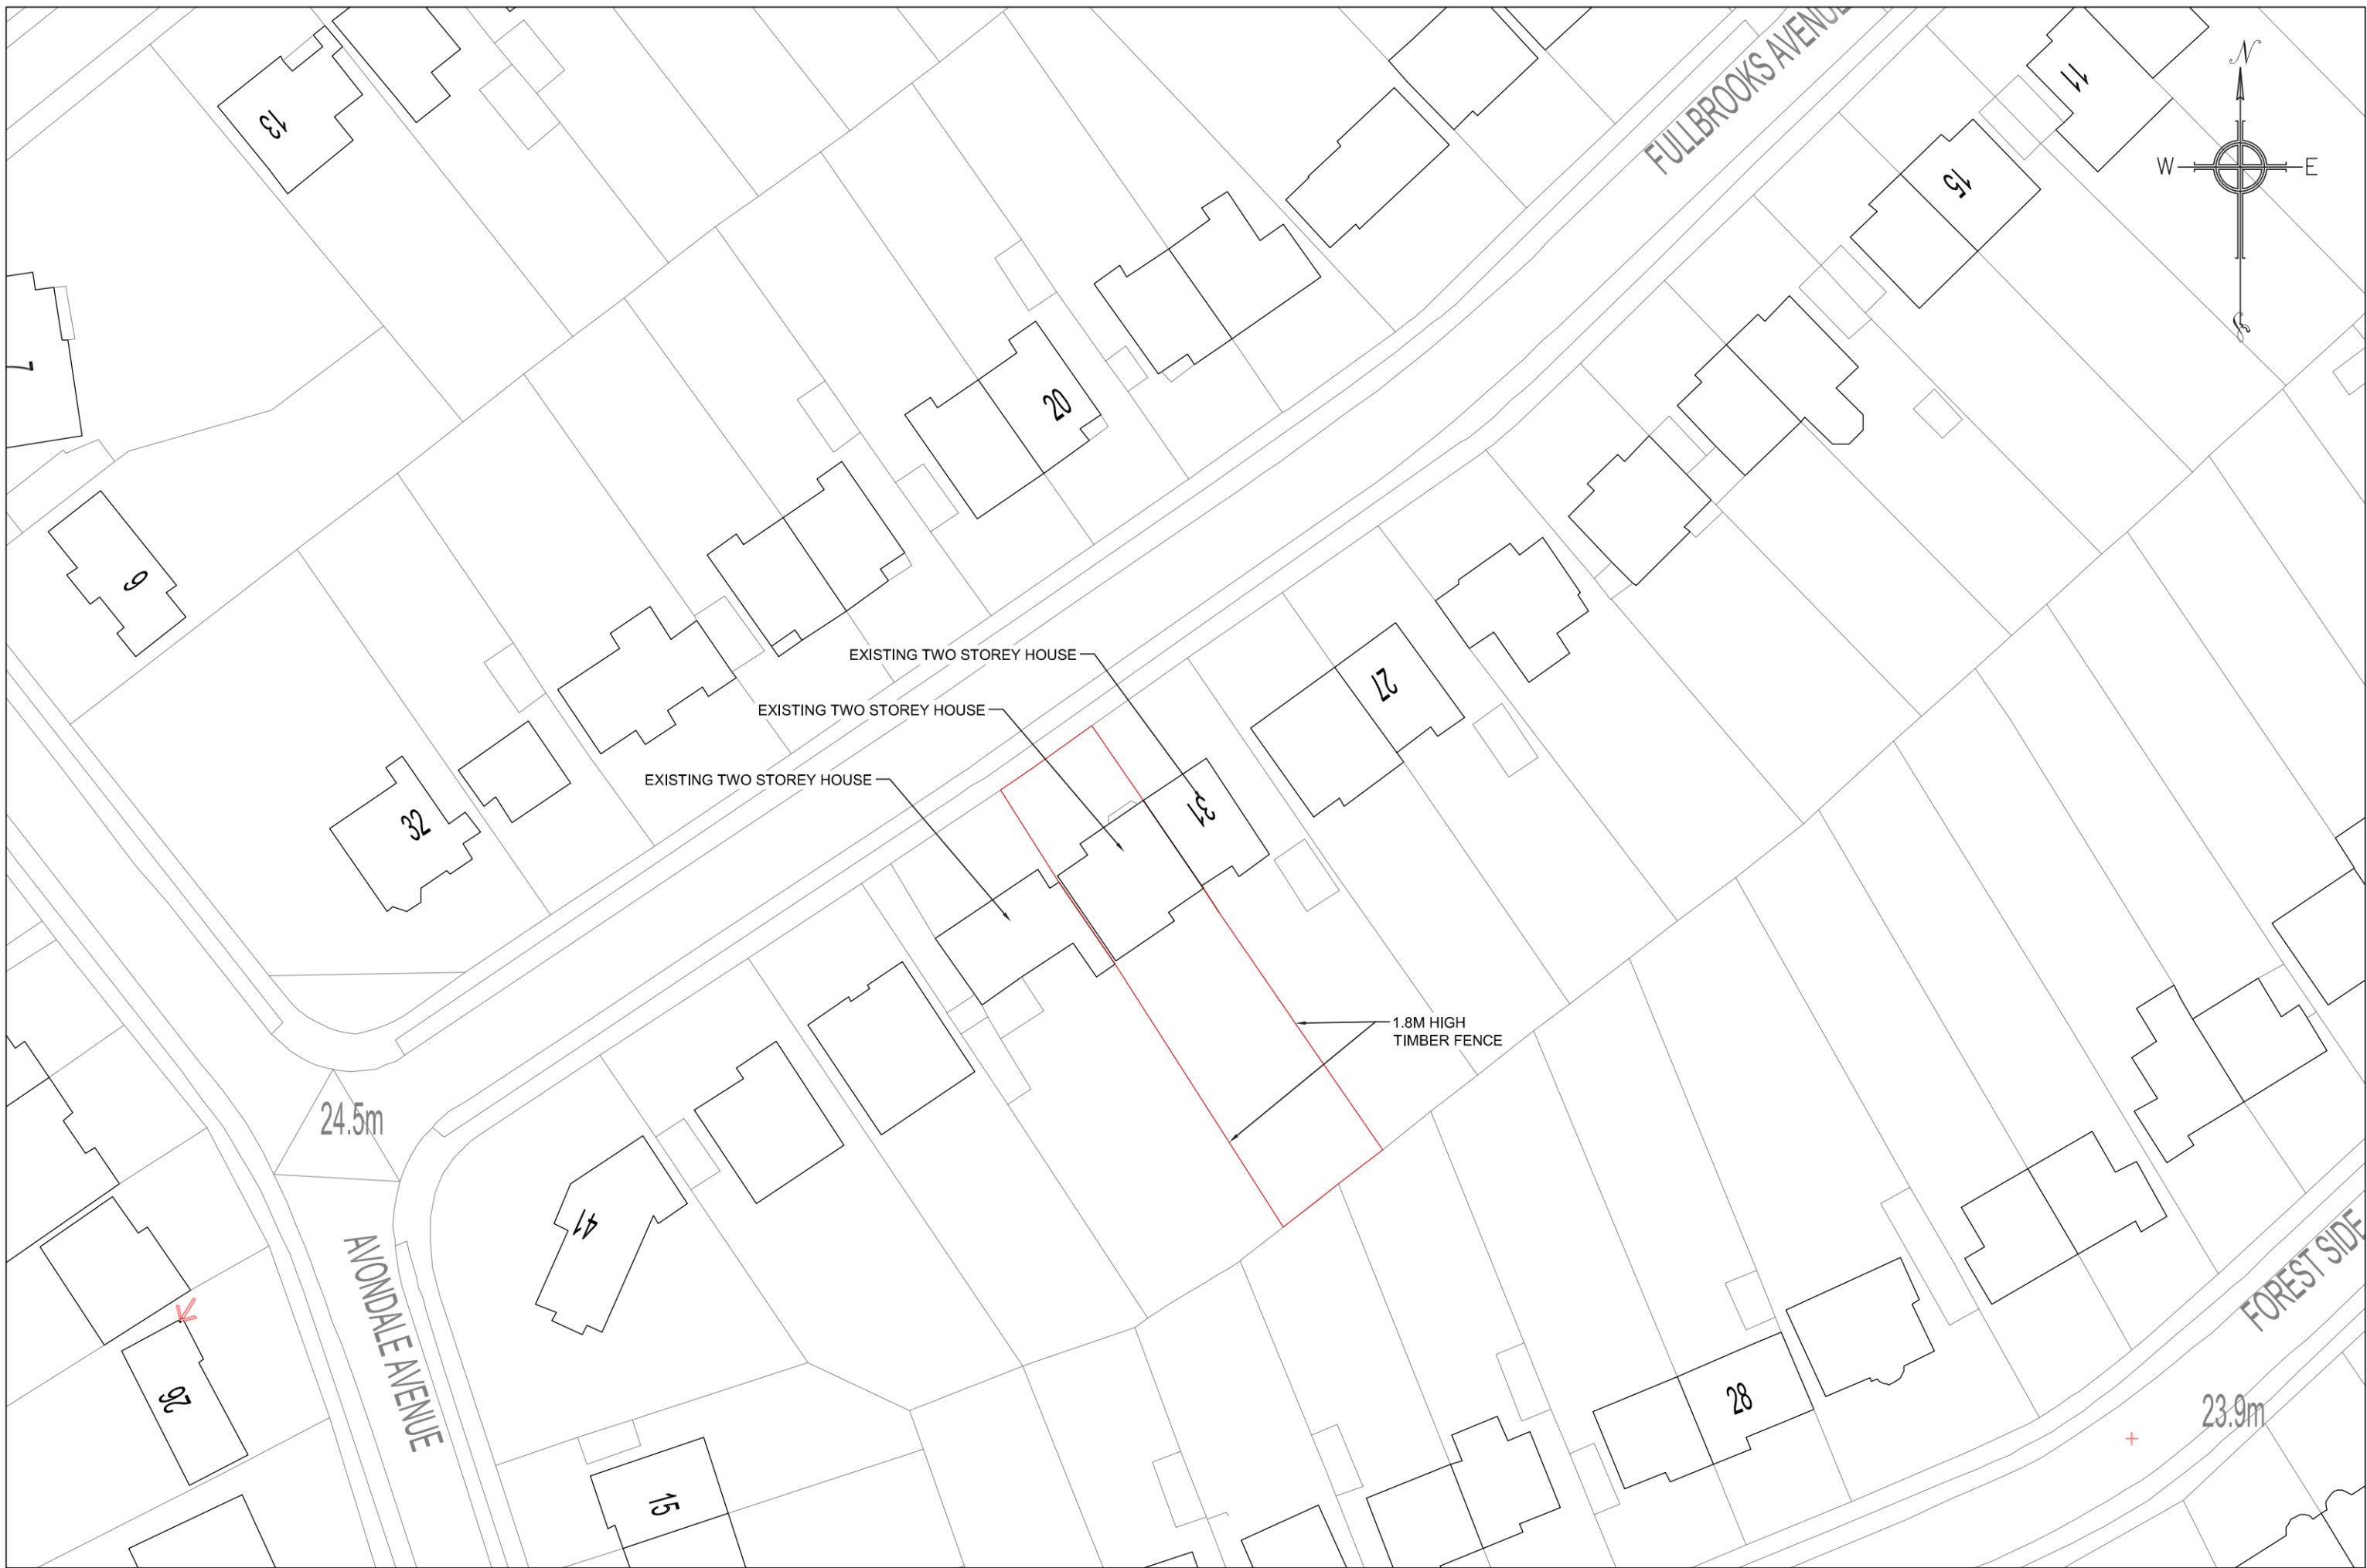 FULLBROOKS AVENUE
11
N
13
W
E
15
S
7
20
9
EXISTING TWO STOREY HOUSE
27
EXISTING TWO STOREY HOUSE
EXISTING TWO STOREY HOUSE
31
32
1.8M HIGH
TIMBER FENCE
24.5m
41
AVONDALE AVENUE
FOREST SIDE
26
28
23.9m
15